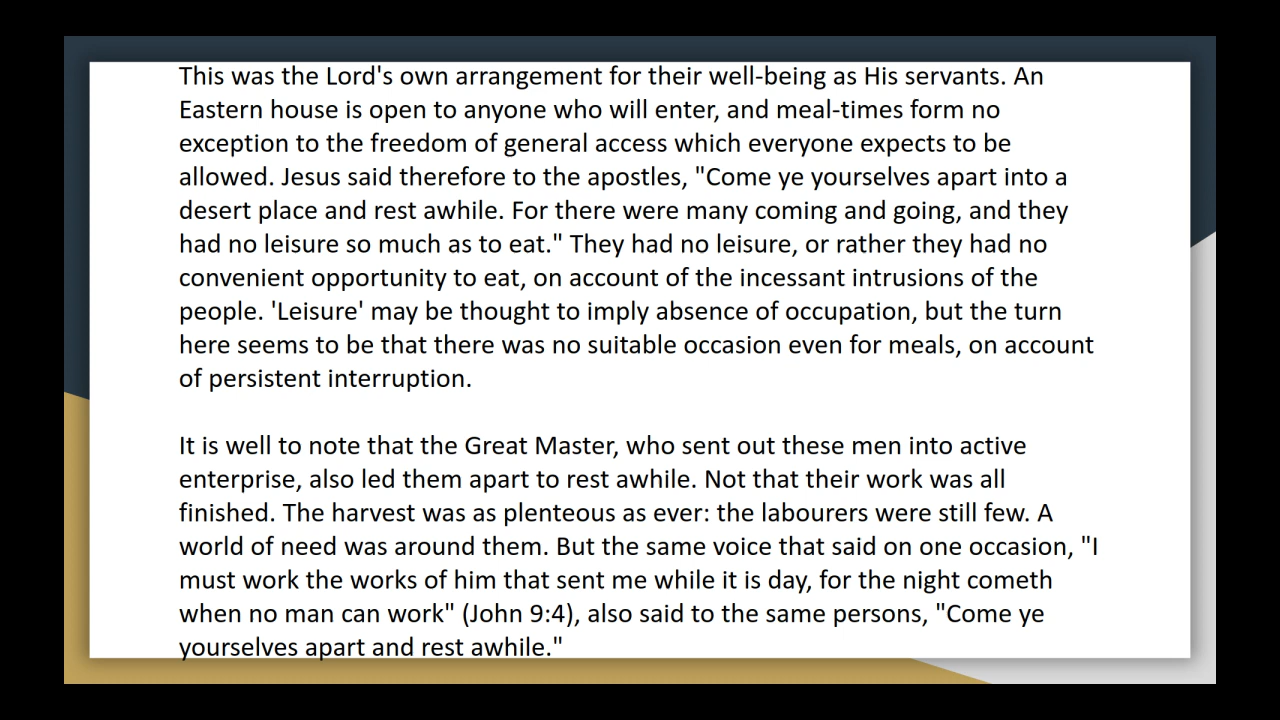 This was the Lord's own arrangement for their well-being as His servants. An
Eastern house is open to anyone who will enter, and meal-times form no
exception to the freedom of general access which everyone expects to be
allowed. Jesus said therefore to the apostles, "Come ye yourselves apart into a
desert place and rest awhile. For there were many coming and going, and they
had no leisure so much as to eat." They had no leisure, or rather they had no
convenient opportunity to eat, on account of the incessant intrusions of the
people. 'Leisure' may be thought to imply absence of occupation, but the turn
here seems to be that there was no suitable occasion even for meals, on account
of persistent interruption.
It is well to note that the Great Master, who sent out these men into active
enterprise, also led them apart to rest awhile. Not that their work was all
finished. The harvest was as plenteous as ever: the labourers were still few. A
world of need was around them. But the same voice that said on one occasion, "I
must work the works of him that sent me while it is day, for the night cometh
when no man can work" (John 9:4), also said to the same persons, "Come ye
yourselves apart and rest awhile."